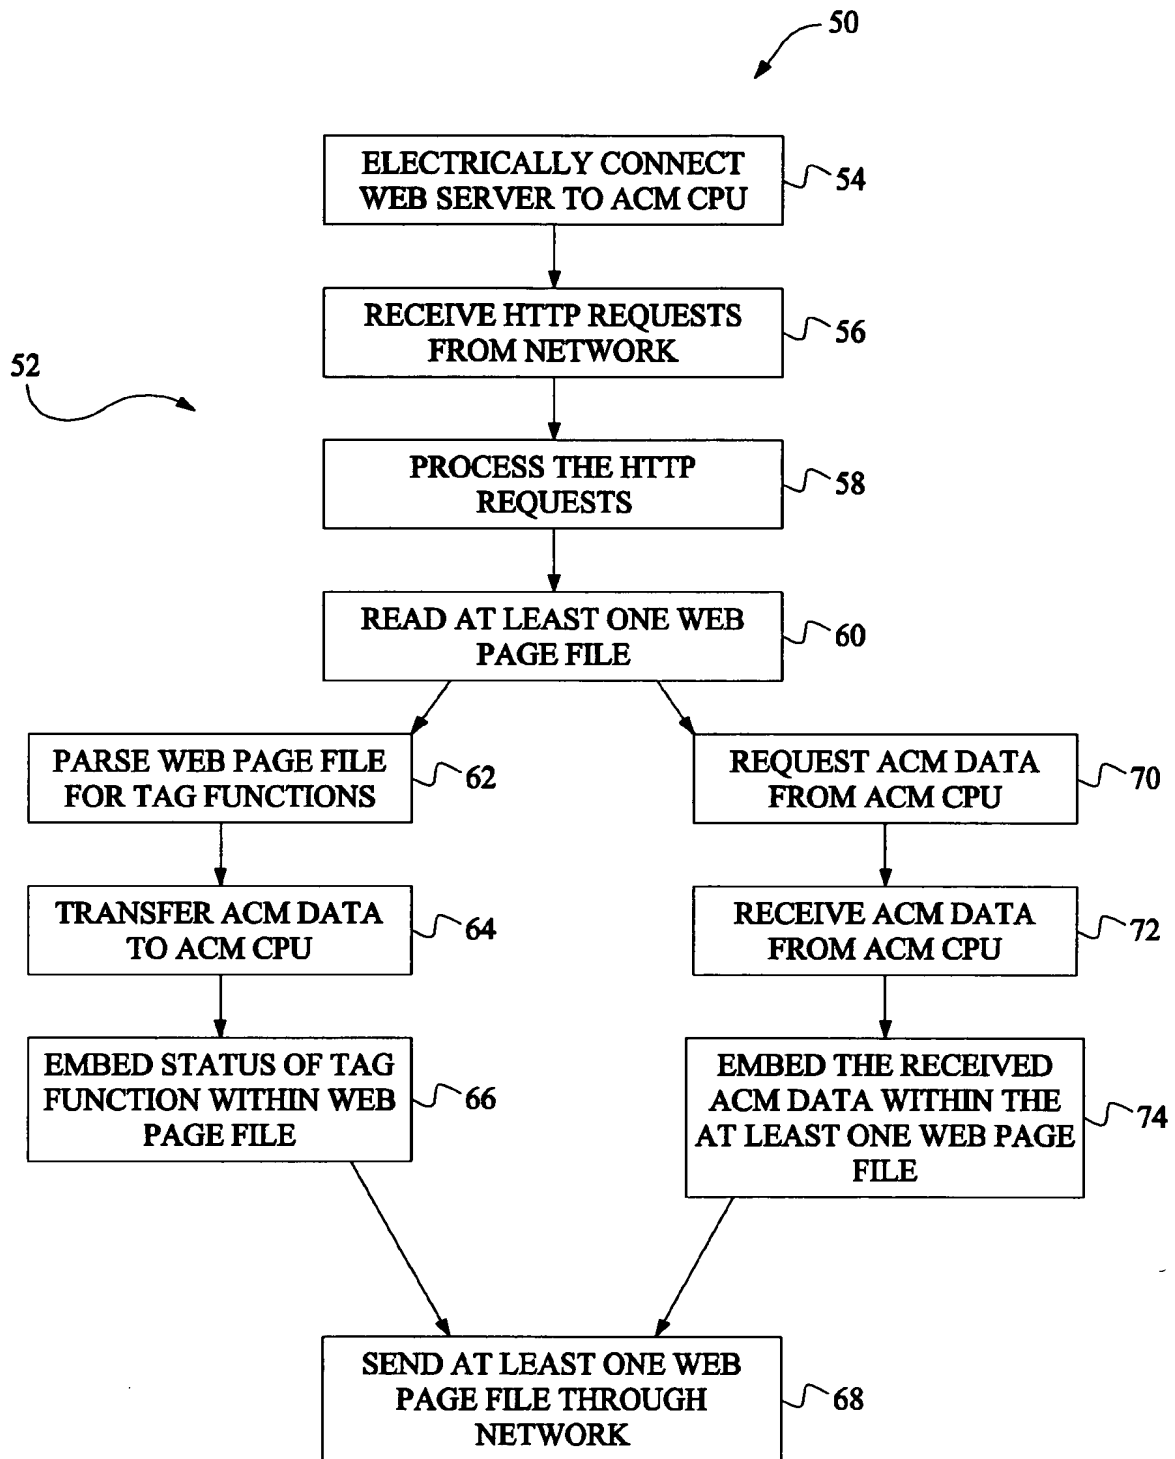 50
ELECTRICALLY CONNECT
WEB SERVER TO ACM CPU
54
RECEIVE HTTP REQUESTS
FROM NETWORK
56
52
PROCESS THE HTTP
REQUESTS
58
READ AT LEAST ONE WEB
PAGE FILE
60
PARSE WEB PAGE FILE
FOR TAG FUNCTIONS
62
REQUEST ACM DATA
FROM ACM CPU
70
TRANSFER ACM DATA
TO ACM CPU
64
RECEIVE ACM DATA
FROM ACM CPU
72
EMBED STATUS OF TAG
FUNCTION WITHIN WEB
PAGE FILE
66
EMBED THE RECEIVED
ACM DATA WITHIN THE
AT LEAST ONE WEB PAGE
FILE
74
SEND AT LEAST ONE WEB
PAGE FILE THROUGH
NETWORK
68